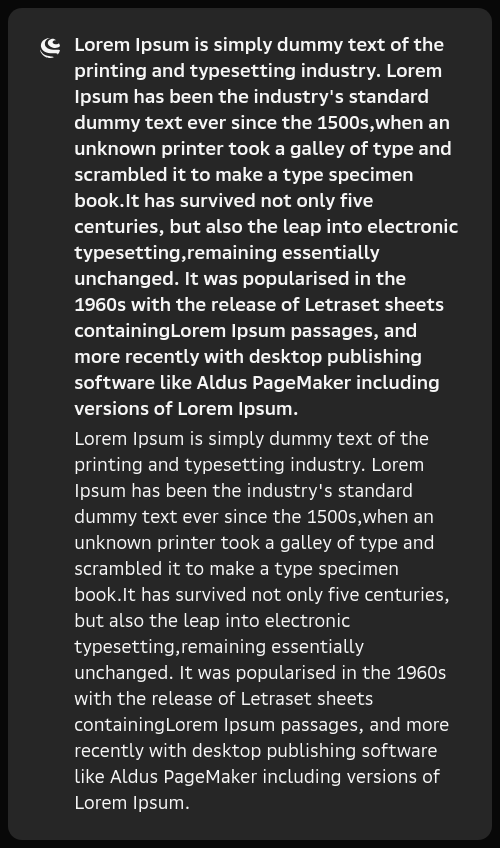 Lorem Ipsum is simply dummy text of the
printing and typesetting industry. Lorem
Ipsum has been the industry's standard
dummy text ever since the 1500s,when an
unknown printer took a galley of type and
scrambled it to make a type specimen
book.It has survived not only five
centuries, but also the leap into electronic
typesetting,remaining essentially
unchanged. It was popularised in the
1960s with the release of Letraset sheets
containingLorem Ipsum passages, and
more recently with desktop publishing
software like Aldus PageMaker including
versions of Lorem Ipsum.
Lorem Ipsum is simply dummy text of the
printing and typesetting industry. Lorem
Ipsum has been the industry's standard
dummy text ever since the 1500s,when an
unknown printer took a galley of type and
scrambled it to make a type specimen
book.It has survived not only five centuries,
but also the leap into electronic
typesetting,remaining essentially
unchanged. It was popularised in the 1960s
with the release of Letraset sheets
containingLorem Ipsum passages, and more
recently with desktop publishing software
like Aldus PageMaker including versions of
Lorem Ipsum.